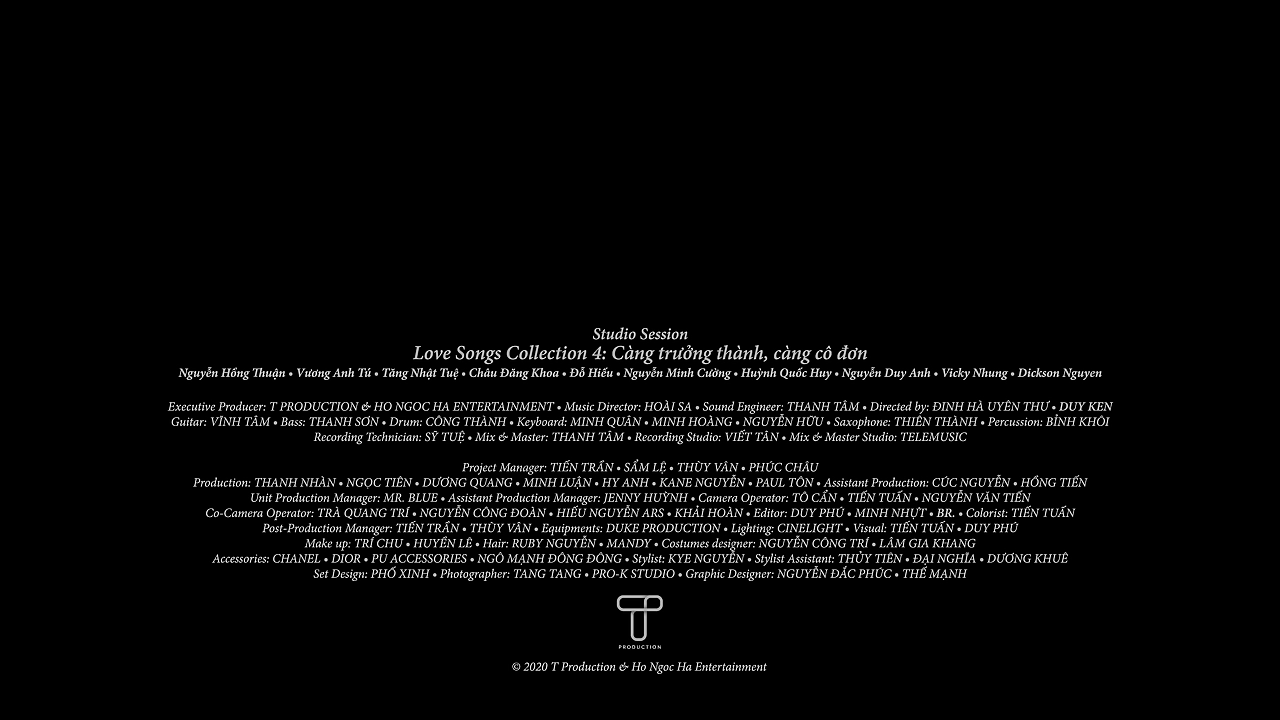 Studio Session
Love Songs Collection 4: Càng trưởng thành, càng cô đơn
Nguyễn Hồng Thuận • Vương Anh Tú • Tăng Nhật Tuệ • Châu Đăng Khoa • Đỗ Hiếu • Nguyễn Minh Cường • Huỳnh Quốc Huy • Nguyễn Duy Anh • Vicky Nhung • Dickson Nguyen
Executive Producer: T PRODUCTION & HO NGOC HA ENTERTAINMENT • Music Director: HOÀI SA • Sound Engineer: THANH TÂM • Directed by: ĐINH HÀ UYÊN THƯ • DUY KEN
Guitar: VĨNH TÂM • Bass: THANH SƠN • Drum: CÔNG THÀNH • Keyboard: MINH QUÂN • MINH HOÀNG • NGUYỄN HỮU • Saxophone: THIÊN THÀNH • Percussion: BỈNH KHÔI
Recording Technician: SỸ TUỆ • Mix & Master: THANH TÂM • Recording Studio: VIẾT TÂN • Mix & Master Studio: TELEMUSIC
Project Manager: TIẾN TRẦN • SẨM LỆ • THÙY VÂN • PHÚC CHÂU
Production: THANH NHÀN • NGỌC TIÊN • DƯƠNG QUANG • MINH LUẬN • HY ANH • KANE NGUYỄN • PAUL TÔN • Assistant Production: CÚC NGUYỄN • HỒNG TIẾN
Unit Production Manager: MR. BLUE • Assistant Production Manager: JENNY HUỲNH • Camera Operator: TÔ CẨN • TIẾN TUẤN • NGUYỄN VĂN TIẾN
Co-Camera Operator: TRÀ QUANG TRÍ • NGUYỄN CÔNG ĐOÀN • HIẾU NGUYỄN ARS • KHẢI HOÀN • Editor: DUY PHÚ • MINH NHỰT • BR. • Colorist: TIẾN TUẤN
Post-Production Manager: TIẾN TRẦN • THÙY VÂN • Equipments: DUKE PRODUCTION • Lighting: CINELIGHT • Visual: TIẾN TUẤN • DUY PHÚ
Make up: TRÍ CHU • HUYỀN LÊ • Hair: RUBY NGUYỄN • MANDY • Costumes designer: NGUYỄN CÔNG TRÍ • LÂM GIA KHANG
Accessories: CHANEL • DIOR • PU ACCESSORIES • NGÔ MẠNH ĐÔNG ĐÔNG • Stylist: KYE NGUYỄN • Stylist Assistant: THỦY TIÊN • ĐẠI NGHĨA • DƯƠNG KHUÊ
Set Design: PHỐ XINH • Photographer: TANG TANG • PRO-K STUDIO • Graphic Designer: NGUYỄN ĐẮC PHÚC • THẾ MẠNH
T
PRODUCTION
© 2020 T Production & Ho Ngoc Ha Entertainment